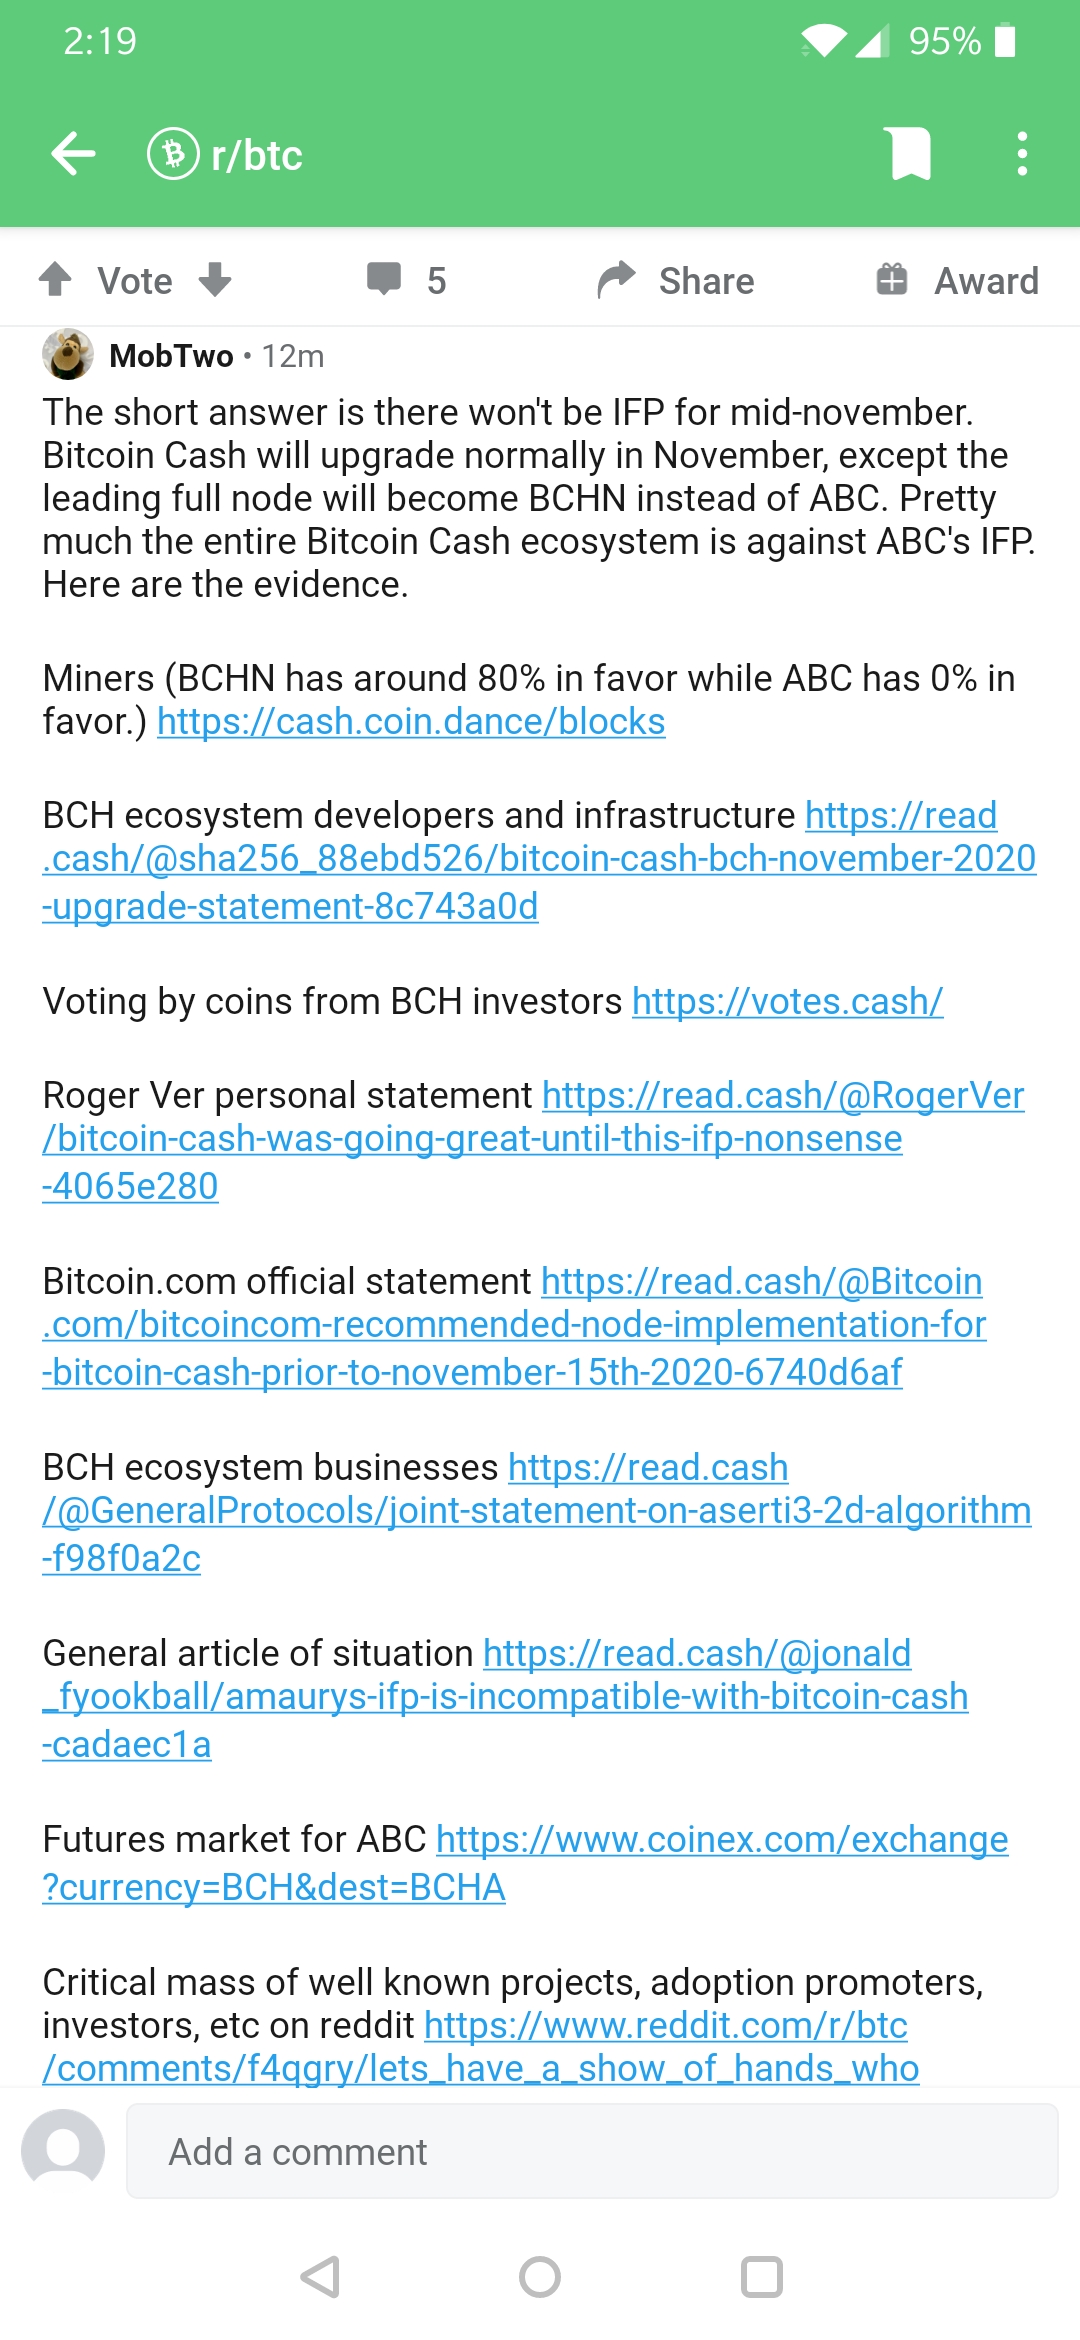 2:19
95%
r/btc
Vote
5
Share
Award
MobTwo • 12m
The short answer is there won't be IFP for mid-november.
Bitcoin Cash will upgrade normally in November, except the
leading full node will become BCHN instead of ABC. Pretty
much the entire Bitcoin Cash ecosystem is against ABC's IFP.
Here are the evidence.
Miners (BCHN has around 80% in favor while ABC has 0% in
favor.) https://cash.coin.dance/blocks
BCH ecosystem developers and infrastructure https://read
.cash/@sha256_88ebd526/bitcoin-cash-bch-november-2020
-upgrade-statement-8c743a0d
Voting by coins from BCH investors https://votes.cash/
Roger Ver personal statement https://read.cash/@RogerVer
/bitcoin-cash-was-going-great-until-this-ifp-nonsense
-4065e280
Bitcoin.com official statement https://read.cash/@Bitcoin
.com/bitcoincom-recommended-node-implementation-for
-bitcoin-cash-prior-to-november-15th-2020-6740d6af
BCH ecosystem businesses https://read.cash
/@GeneralProtocols/joint-statement-on-aserti3-2d-algorithm
-f98f0a2c
General article of situation https://read.cash/@jonald
_fyookball/amaurys-ifp-is-incompatible-with-bitcoin-cash
-cadaec1a
Futures market for ABC https://www.coinex.com/exchange
?currency=BCH&dest=BCHA
Critical mass of well known projects, adoption promoters,
investors, etc on reddit https://www.reddit.com/r/btc
/comments/f4qgry/lets_have_a_show_of_hands_who
Add a comment